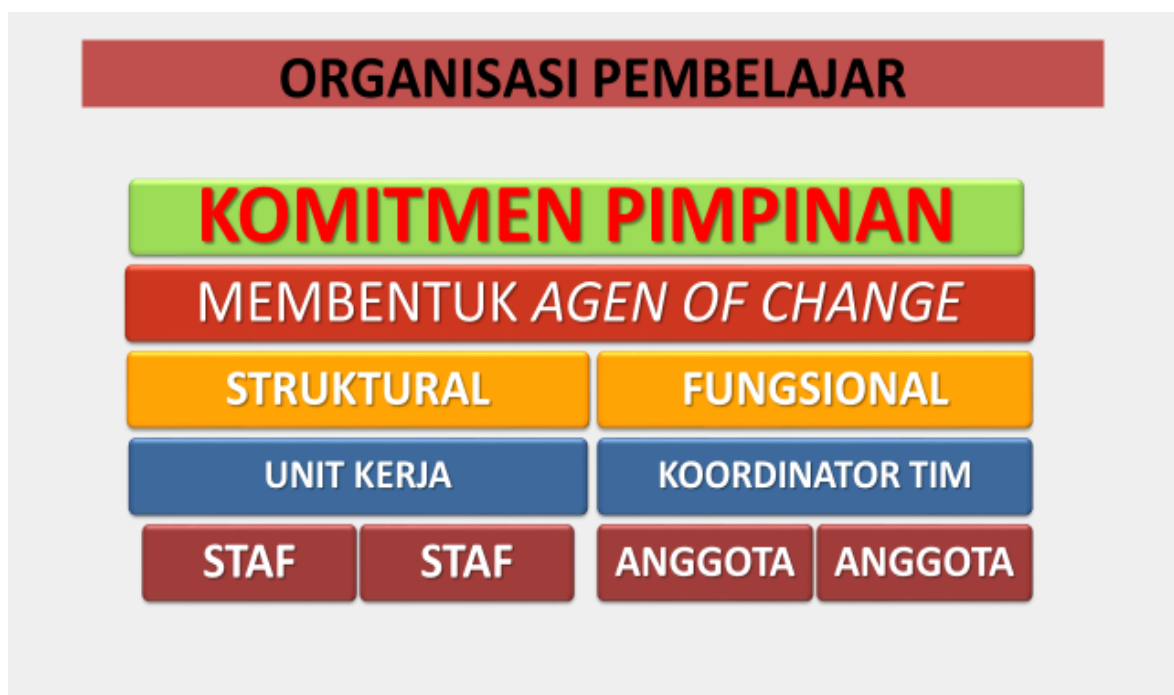 ORGANISASI PEMBELAJAR
KOMITMEN PIMPINAN
MEMBENTUK AGEN OF CHANGE
STRUKTURAL
FUNGSIONAL
UNIT KERJA
KOORDINATOR TIM
STAF
STAF
ANGGOTA
ANGGOTA